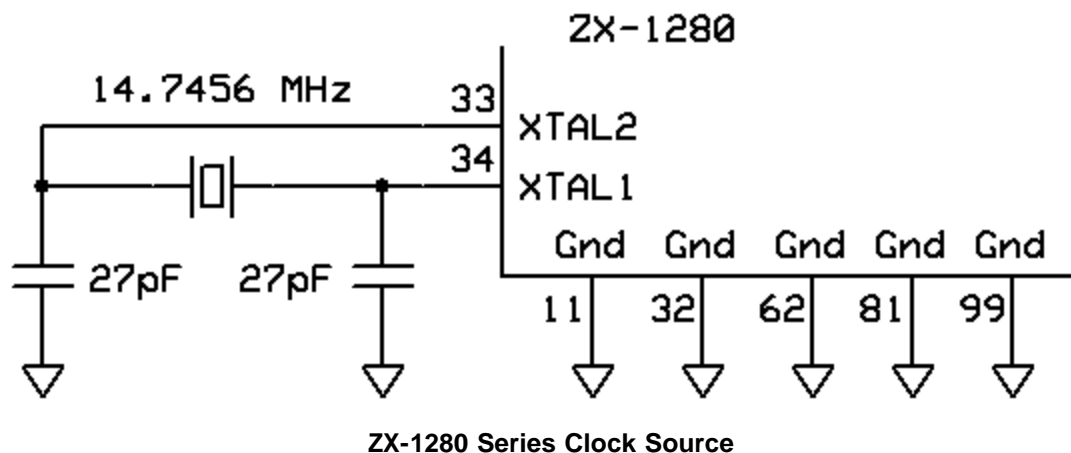 ZX-1280
14.7456 MHz
33
XTAL2
34
XTAL1
Gnd Gnd Gnd Gnd Gnd
27pF 27pF
11 32 62 81 99
ZX-1280 Series Clock Source